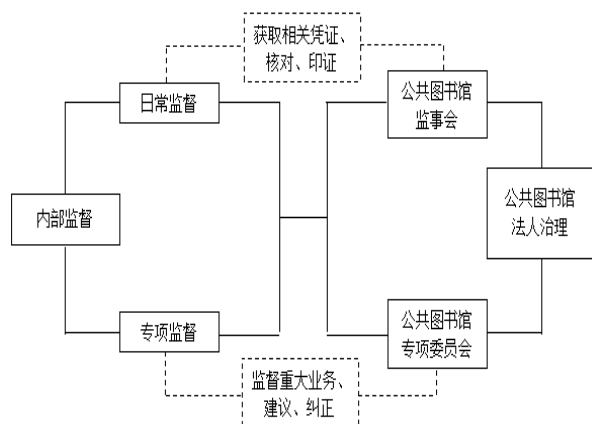 获取相关凭证、
核对、印证
日常监督
公共图书馆
监事会
内部监督
公共图书馆
法人治理
专项监督
公共图书馆
专项委员会
监督重大业务、
建议、纠正